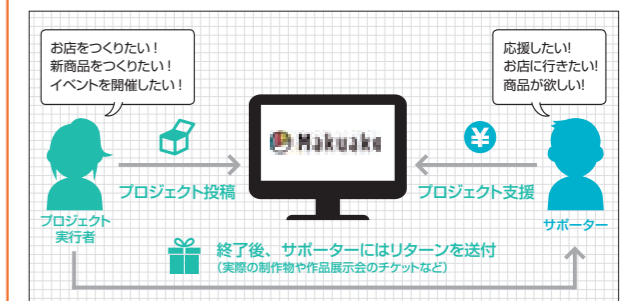 お店をつくりたい!
新商品をつくりたい!
イベントを開催したい!
応援したい!
お店に行きたい!
商品が欲しい!
Makuake
¥
プロジェクト投稿
プロジェクト支援
プロジェクト
実行者
サポーター
終了後、サポーターにはリターンを送付
(実際の制作物や作品展示会のチケットなど)